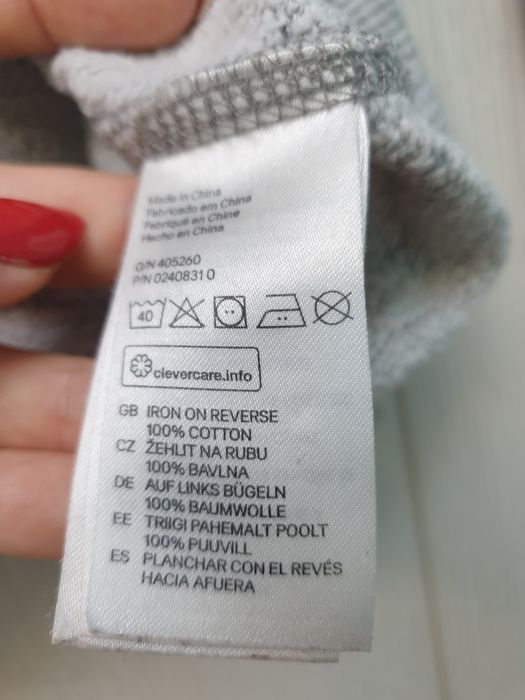 Made in China
Fabricado em China
Fabriqué en Chine
Hecho en China
O/N 405260
P/N 0240831 0
40
clevercare.info
GB IRON ON REVERSE
100% COTTON
CZ ŽEHLIT NA RUBU
100% BAVLNA
DE AUF LINKS BÜGELN
100% BAUMWOLLE
EE TRIIGI PAHEMALT POOLT
100% PUUVILL
ES PLANCHAR CON EL REVÉS
HACIA AFUERA